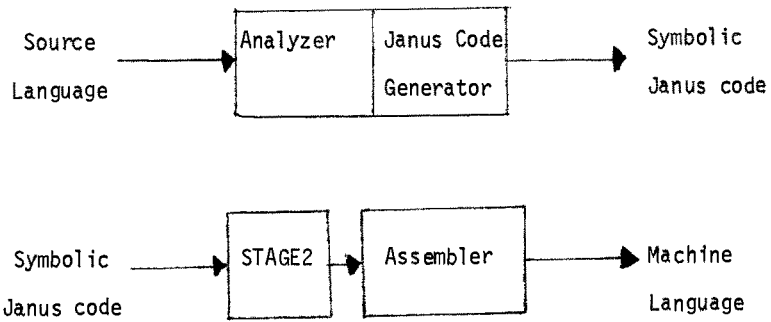 Source
Language
Analyzer
Janus Code
Generator
Symbolic
Janus code
Symbolic
Janus code
STAGE2
Assembler
Machine
Language